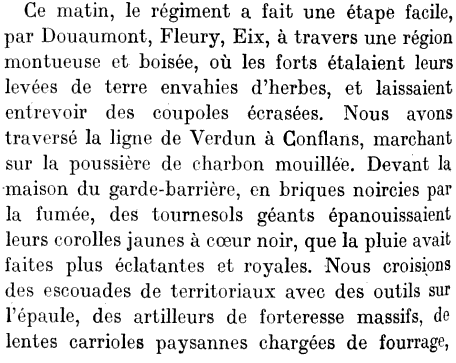 Ce matin, le régiment a fait une étape facile,
par Douaumont, Fleury, Eix, à travers une région
montueuse et boisée, où les forts étalaient leurs
levées de terre envahies d'herbes, et laissaient
entrevoir des coupoles écrasées. Nous avons
traversé la ligne de Verdun à Conflans, marchant
sur la poussière de charbon mouillée. Devant la
maison du garde-barrière, en briques noircies par
la fumée, des tournesols géants épanouissaient
leurs corolles jaunes à cœur noir, que la pluie avait
faites plus éclatantes et royales. Nous croisions
des escouades de territoriaux avec des outils sur
l'épaule, des artilleurs de forteresse massifs, de
lentes carrioles paysannes chargées de fourrage,